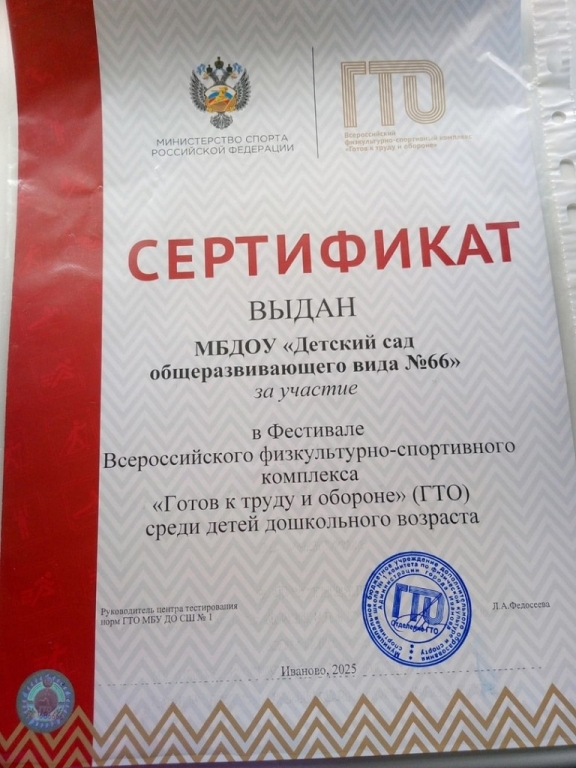 МИНИСТЕРСТВО СПОРТА
РОССИЙСКОЙ ФЕДЕРАЦИИ
ГТО
Всероссийский
физкультурно-спортивный комплекс
«Готов к труду и обороне»
СЕРТИФИКАТ
ВЫДАН
МБДОУ «Детский сад
общеразвивающего вида №66»
за участие
в Фестивале
Всероссийского физкультурно-спортивного
комплекса
«Готов к труду и обороне» (ГТО)
среди детей дошкольного возраста
Руководитель центра тестирования
норм ГТО МБУ ДО СШ № 1
ГТО
Отделение ГТО
Л.А.Федосеева
Иваново, 2025